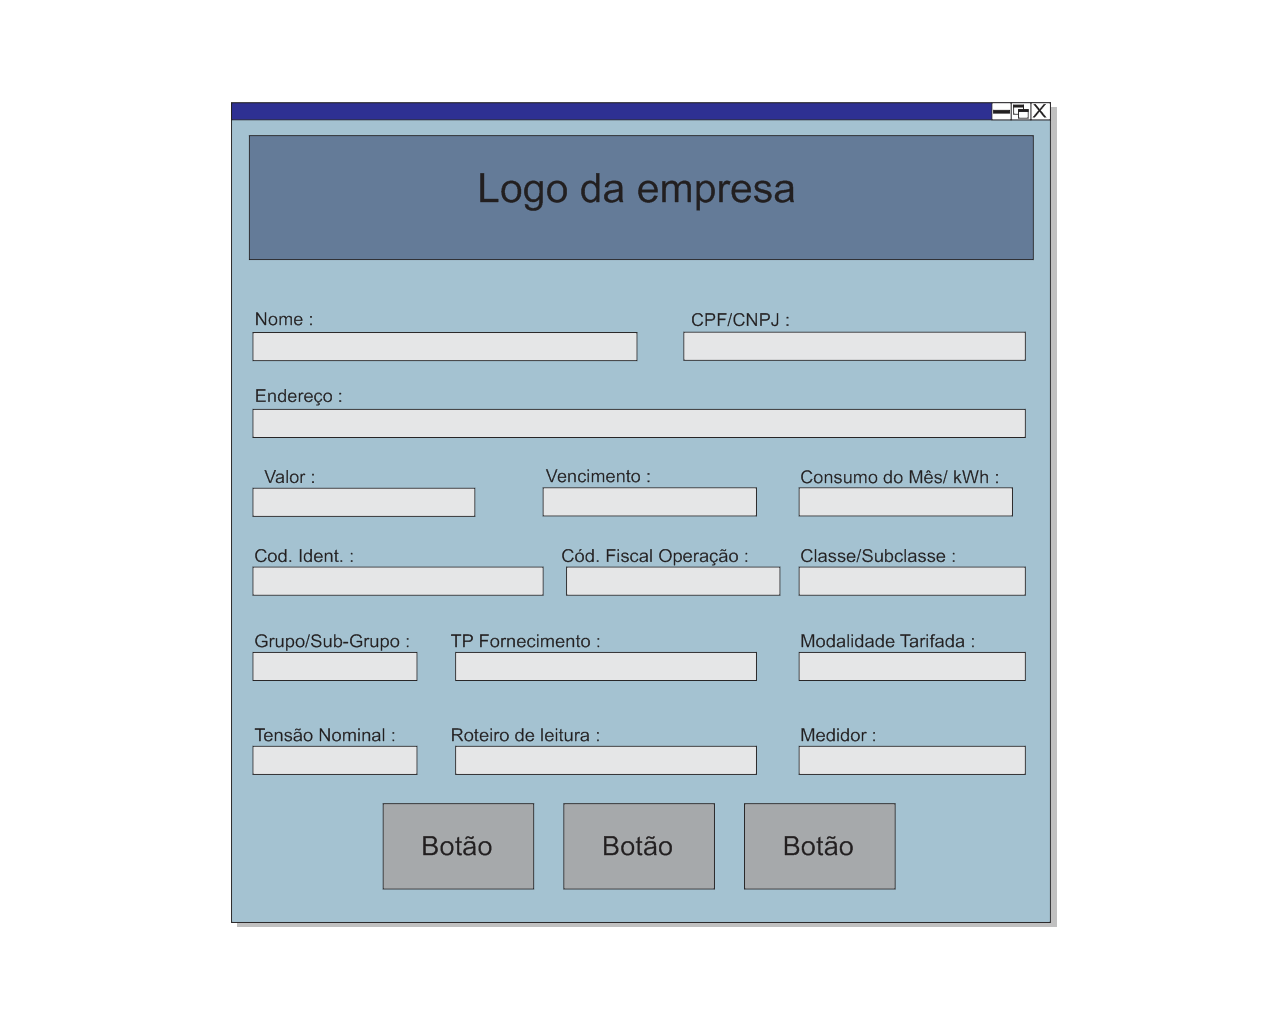 Logo da empresa
Nome :
CPF/CNPJ :
Endereço :
Valor :
Vencimento :
Consumo do Mês/ kWh :
Cod. Ident. :
Cód. Fiscal Operação :
Classe/Subclasse :
Grupo/Sub-Grupo :
TP Fornecimento :
Modalidade Tarifada :
Tensão Nominal :
Roteiro de leitura :
Medidor :
Botão
Botão
Botão